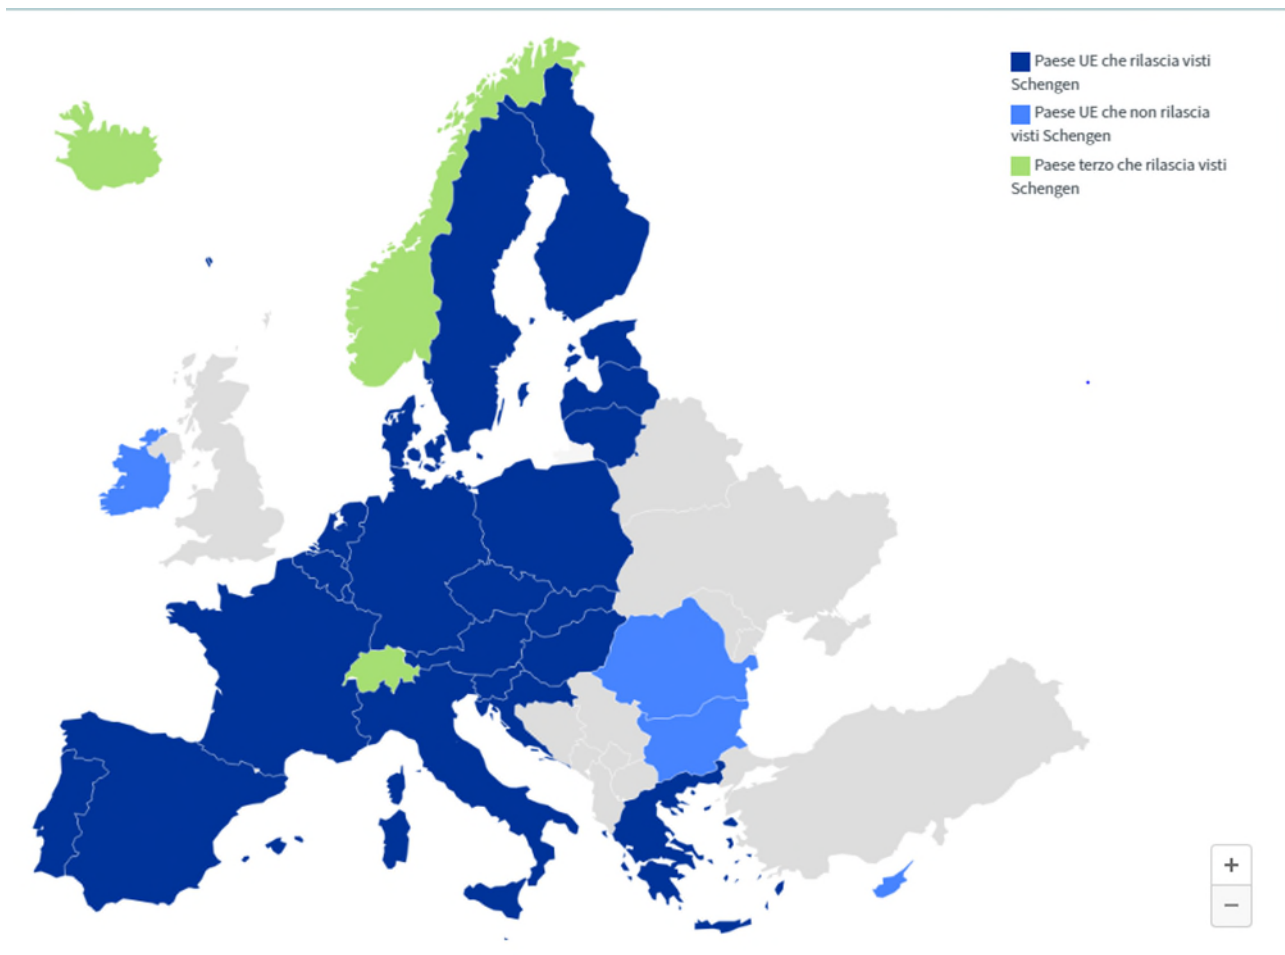 Paese UE che rilascia visti
Schengen
Paese UE che non rilascia
visti Schengen
Paese terzo che rilascia visti
Schengen
+
−